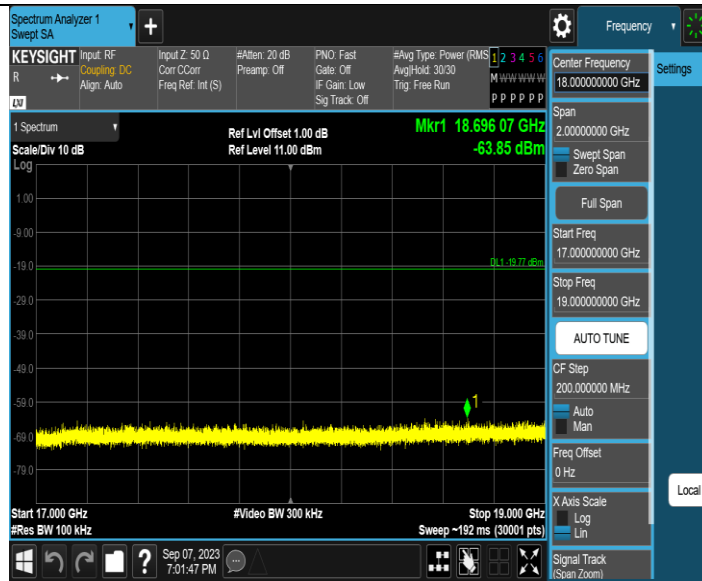 Spectrum Analyzer 1
Swept SA
Frequency
KEYSIGHT
R
LXI
Input: RF
Coupling: DC
Align: Auto
Input Z: 50 Ω
Corr CCorr
Freq Ref: Int (S)
#Atten: 20 dB
Preamp: Off
PNO: Fast
Gate: Off
IF Gain: Low
Sig Track: Off
#Avg Type: Power (RMS
Avg|Hold: 30/30
Trig: Free Run
1 2 3 4 5 6
M W W W W W
P P P P P P
1 Spectrum
Scale/Div 10 dB
Log
Ref Lvl Offset 1.00 dB
Ref Level 11.00 dBm
Mkr1 18.696 07 GHz
-63.85 dBm
1.00
-9.00
-19.0
DL1 -19.77 dBm
-29.0
-39.0
-49.0
-59.0
1
-69.0
-79.0
Start 17.000 GHz
#Res BW 100 kHz
#Video BW 300 kHz
Stop 19.000 GHz
Sweep ~192 ms (30001 pts)
Sep 07, 2023
7:01:47 PM
?
Center Frequency
18.000000000 GHz
Span
2.00000000 GHz
Swept Span
Zero Span
Full Span
Start Freq
17.000000000 GHz
Stop Freq
19.000000000 GHz
AUTO TUNE
CF Step
200.000000 MHz
Auto
Man
Freq Offset
0 Hz
X Axis Scale
Log
Lin
Signal Track
(Span Zoom)
Settings
Local